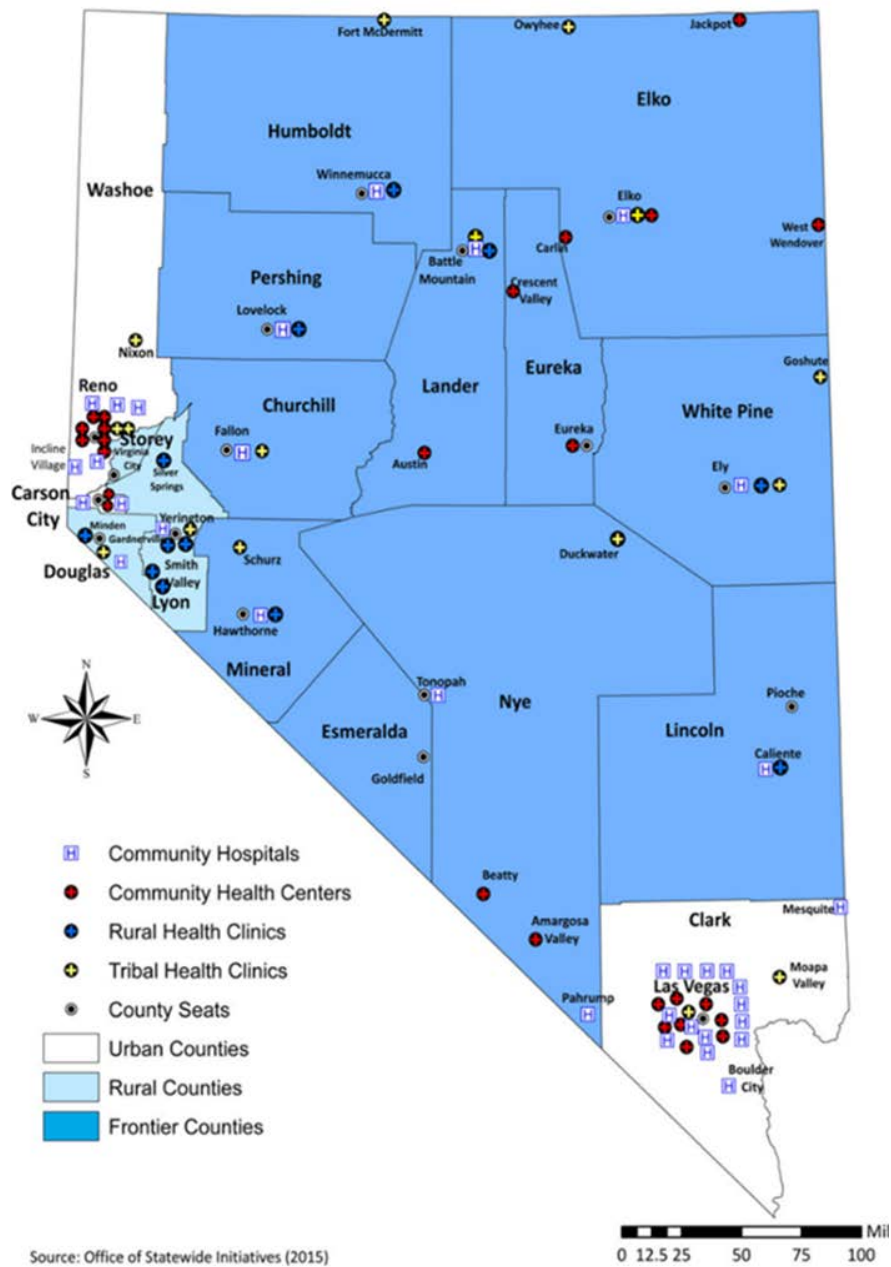 Fort McDermitt
Owyhee
Jackpot
Elko
Humboldt
Winnemucca
Washoe
Elko
West
Wendover
Carlin
Battle
Mountain
Crescent
Valley
Pershing
Lovelock
Nixon
Goshute
Reno
Churchill
Lander
Eureka
White Pine
Storey
Virginia
City
Fallon
Eureka
Incline
Village
Silver
Springs
Austin
Ely
Carson
City
Minden
Gardnerville
Yerington
Schurz
Duckwater
Douglas
Smith
Valley
Lyon
Hawthorne
Mineral
N
W
E
S
Tonopah
Nye
Pioche
Esmeralda
Lincoln
Goldfield
Caliente
H Community Hospitals
Community Health Centers
Rural Health Clinics
Tribal Health Clinics
County Seats
Urban Counties
Rural Counties
Frontier Counties
Beatty
Amargosa
Valley
Clark
Mesquite
Moapa
Valley
Las Vegas
Pahrump
Boulder
City
Mil
0 12.5 25 50 75 100
Source: Office of Statewide Initiatives (2015)